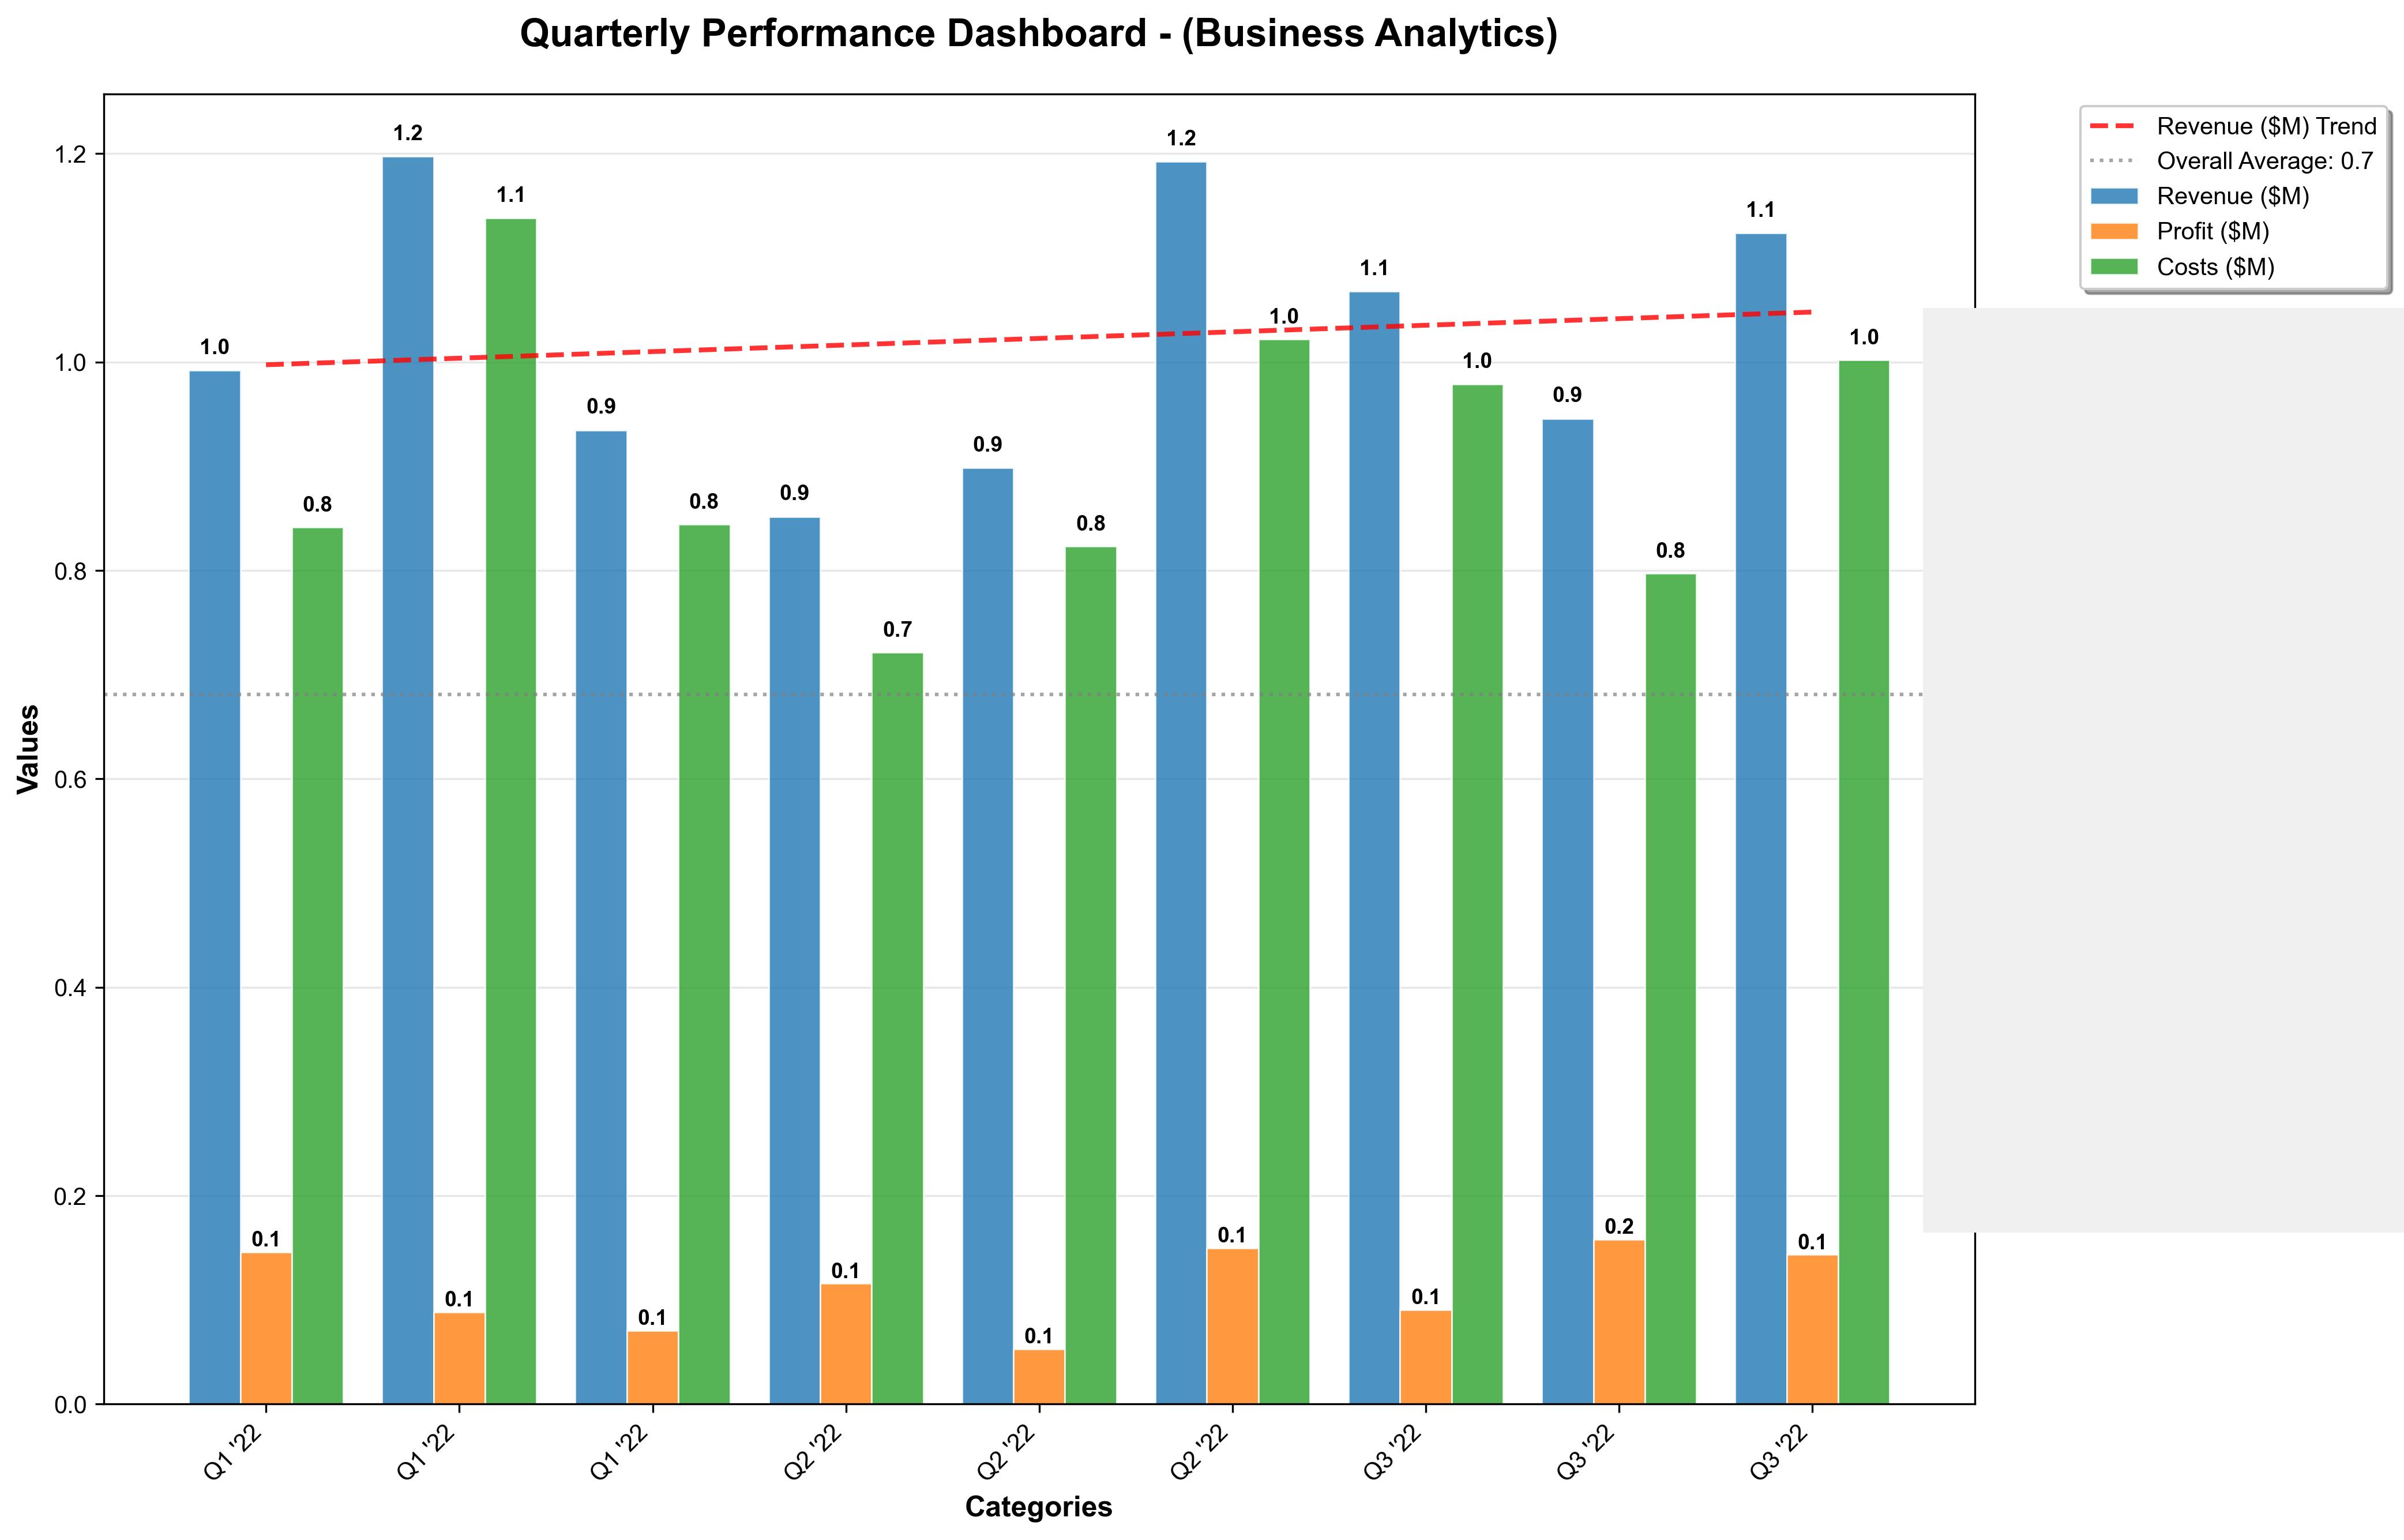 Quarterly Performance Dashboard - (Business Analytics)
Revenue ($M) Trend
Overall Average: 0.7
Revenue ($M)
Profit ($M)
Costs ($M)
Values
1.2
1.0
0.8
0.6
0.4
0.2
0.0
1.0
0.1
0.8
1.2
0.1
1.1
0.9
0.1
0.8
0.9
0.1
0.7
0.9
0.1
0.8
1.2
0.1
1.0
1.1
0.1
1.0
0.9
0.2
0.8
1.1
0.1
1.0
Q1 '22
Q1 '22
Q1 '22
Q2 '22
Q2 '22
Q2 '22
Q3 '22
Q3 '22
Q3 '22
Categories